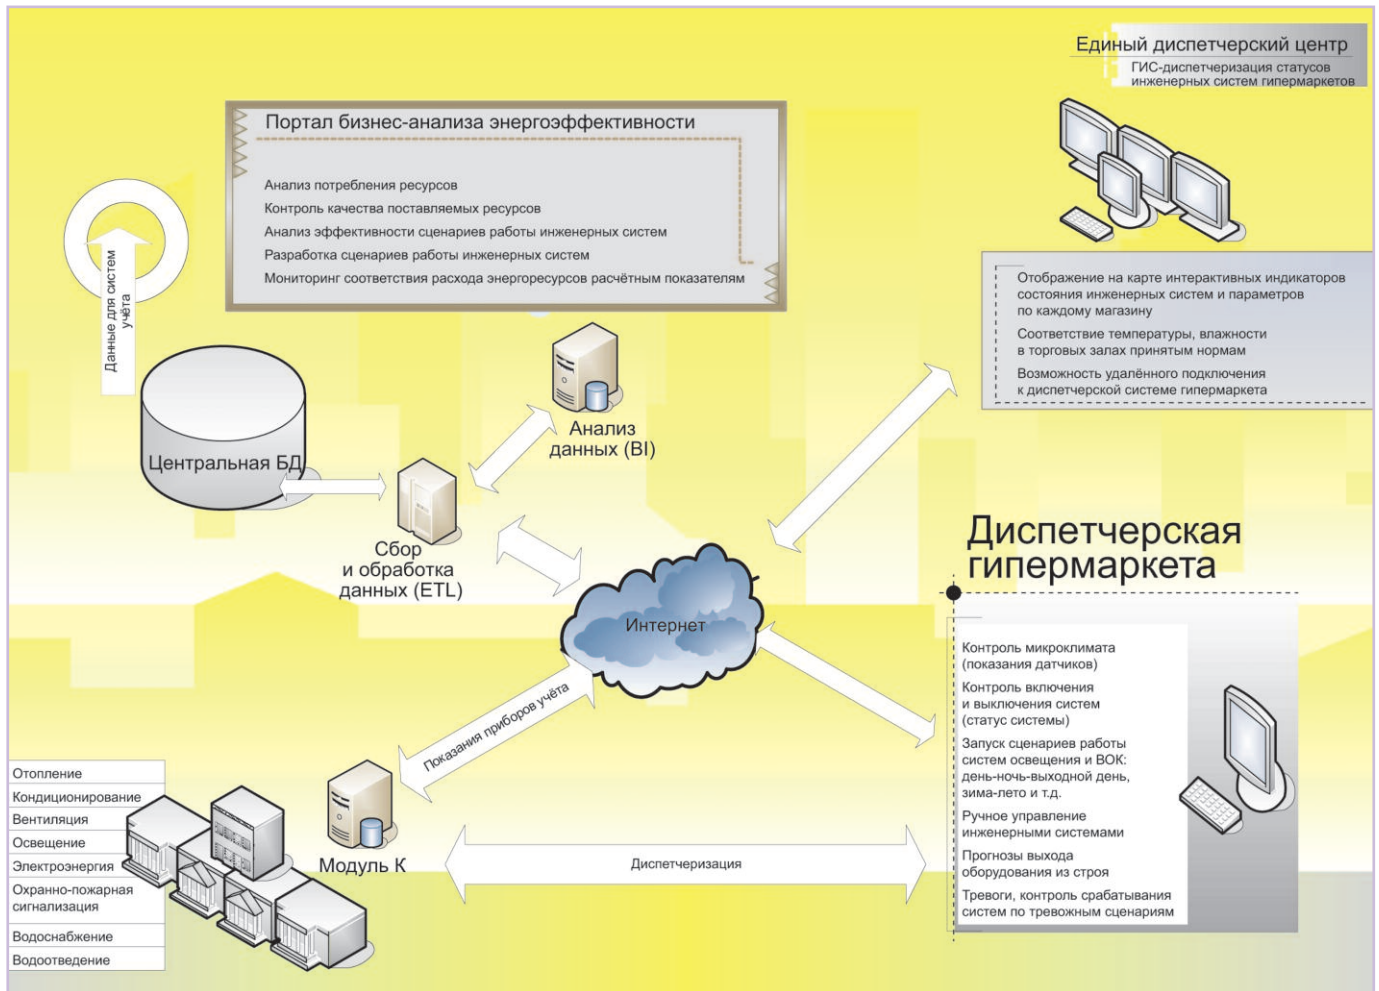 Единый диспетчерский центр
ГИС-диспетчеризация статусов
инженерных систем гипермаркетов
Портал бизнес-анализа энергоэффективности
Анализ потребления ресурсов
Контроль качества поставляемых ресурсов
Анализ эффективности сценариев работы инженерных систем
Разработка сценариев работы инженерных систем
Мониторинг соответствия расхода энергоресурсов расчётным показателям
Данные для систем
учёта
Отображение на карте интерактивных индикаторов
состояния инженерных систем и параметров
по каждому магазину
Соответствие температуры, влажности
в торговых залах принятым нормам
Возможность удалённого подключения
к диспетчерской системе гипермаркета
Анализ
данных (BI)
Центральная БД
Сбор
и обработка
данных (ETL)
Интернет
Диспетчерская
гипермаркета
Контроль микроклимата
(показания датчиков)
Контроль включения
и выключения систем
(статус системы)
Запуск сценариев работы
систем освещения и ВОК:
день-ночь-выходной день,
зима-лето и т.д.
Ручное управление
инженерными системами
Прогнозы выхода
оборудования из строя
Тревоги, контроль срабатывания
систем по тревожным сценариям
Показания приборов учёта
Отопление
Кондиционирование
Вентиляция
Освещение
Электроэнергия
Охранно-пожарная
сигнализация
Водоснабжение
Водоотведение
Модуль К
Диспетчеризация